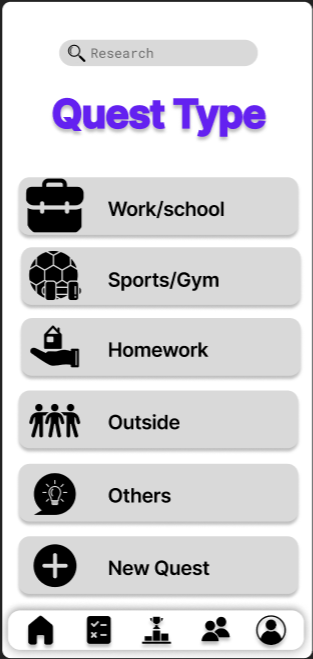 Research
Quest Type
Work/school
Sports/Gym
Homework
Outside
Others
New Quest